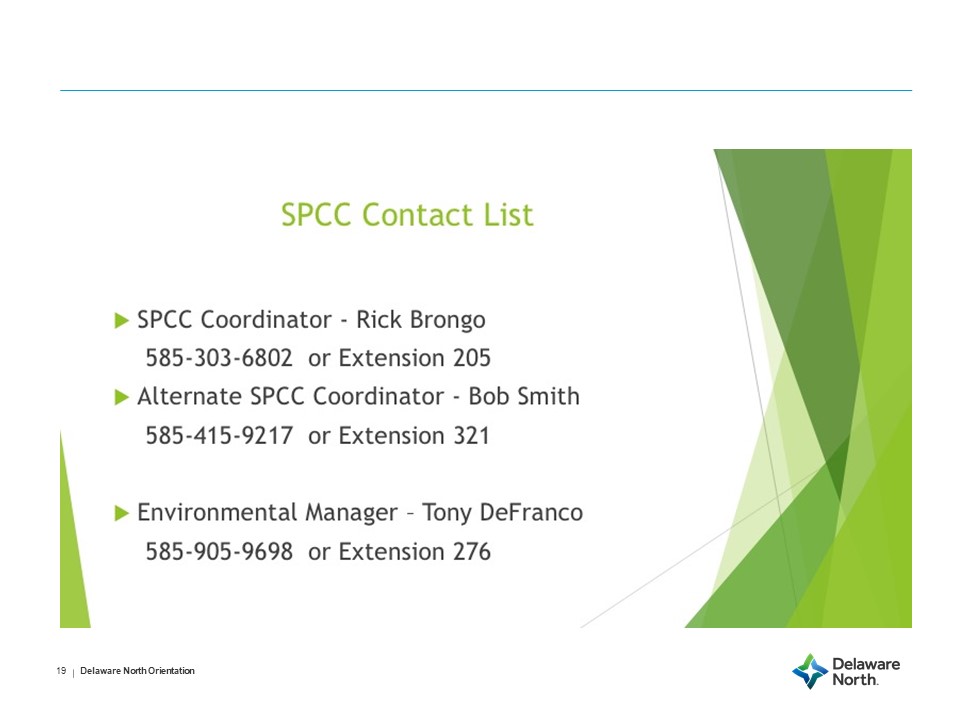 SPCC Contact List
SPCC Coordinator - Rick Brongo
585-303-6802 or Extension 205
Alternate SPCC Coordinator - Bob Smith
585-415-9217 or Extension 321
Environmental Manager – Tony DeFranco
585-905-9698 or Extension 276
19 | Delaware North Orientation
Delaware
North.